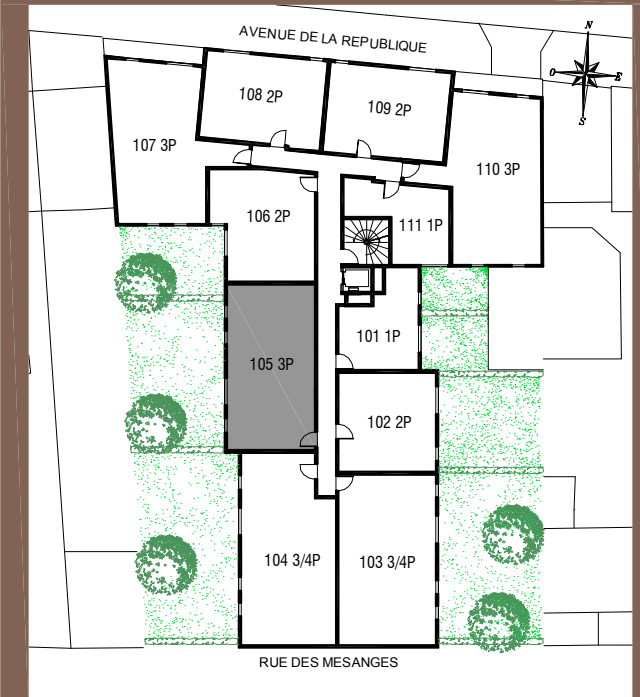 AVENUE DE LA REPUBLIQUE
N
O
E
S
108 2P
109 2P
107 3P
110 3P
106 2P
111 1P
101 1P
105 3P
102 2P
104 3/4P
103 3/4P
RUE DES MESANGES